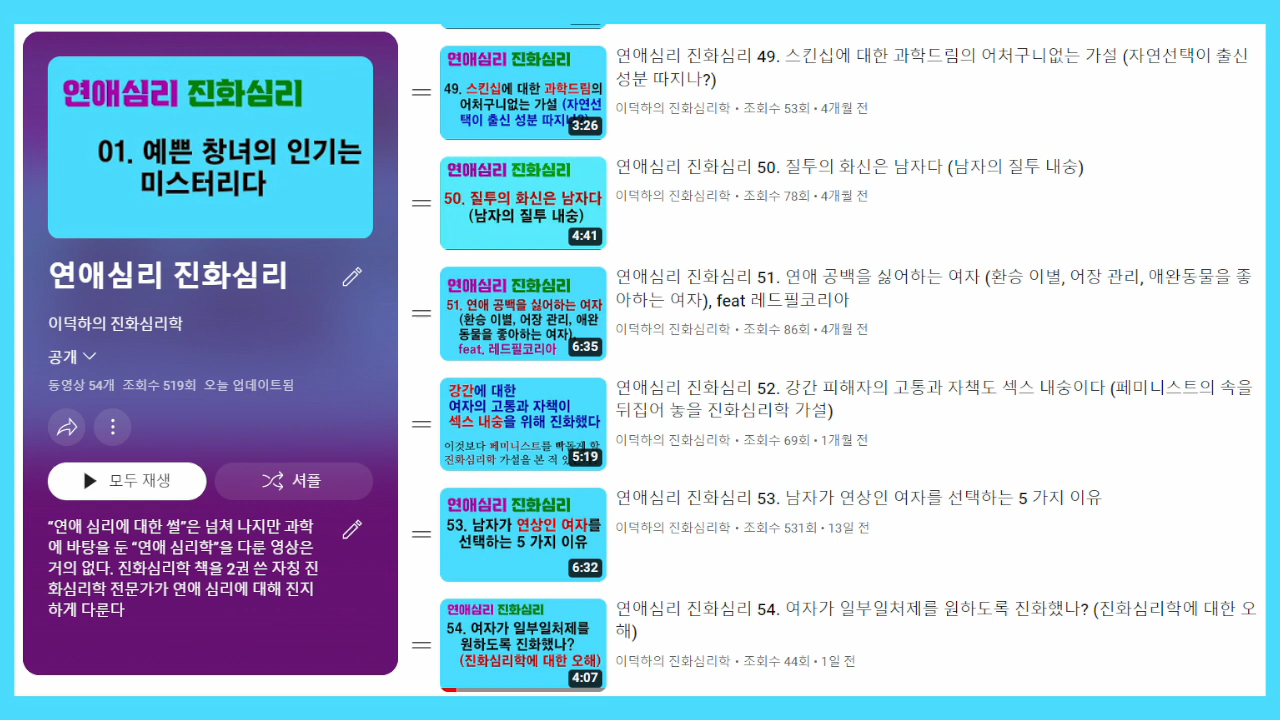 연애심리 진화심리
01. 예쁜 창녀의 인기는
미스터리다
연애심리 진화심리
이덕하의 진화심리학
공개
동영상 54개 조회수 519회 오늘 업데이트됨
모두 재생
셔플
“연애 심리에 대한 썰”은 넘쳐 나지만 과학
에 바탕을 둔 “연애 심리학”을 다룬 영상은
거의 없다. 진화심리학 책을 2권 쓴 자칭 진
화심리학 전문가가 연애 심리에 대해 진지
하게 다룬다
연애심리 진화심리
49. 스킨십에 대한 과학드림의
어처구니없는 가설 (자연선
택이 출신 성분 따지나?)
3:26
연애심리 진화심리 49. 스킨십에 대한 과학드림의 어처구니없는 가설 (자연선택이 출신
성분 따지나?)
이덕하의 진화심리학 • 조회수 53회 • 4개월 전
연애심리 진화심리
50. 질투의 화신은 남자다
(남자의 질투 내숭)
4:41
연애심리 진화심리 50. 질투의 화신은 남자다 (남자의 질투 내숭)
이덕하의 진화심리학 • 조회수 78회 • 4개월 전
연애심리 진화심리
51. 연애 공백을 싫어하는 여자
(환승 이별, 어장 관리, 애완
동물을 좋아하는 여자)
feat. 레드필코리아
6:35
연애심리 진화심리 51. 연애 공백을 싫어하는 여자 (환승 이별, 어장 관리, 애완동물을 좋
아하는 여자), feat 레드필코리아
이덕하의 진화심리학 • 조회수 86회 • 4개월 전
강간에 대한
여자의 고통과 자책이
섹스 내숭을 위해 진화했다
이것보다 페미니스트를 빡돌게 할
진화심리학 가설을 본 적
5:19
연애심리 진화심리 52. 강간 피해자의 고통과 자책도 섹스 내숭이다 (페미니스트의 속을
뒤집어 놓을 진화심리학 가설)
이덕하의 진화심리학 • 조회수 69회 • 1개월 전
연애심리 진화심리
53. 남자가 연상인 여자를
선택하는 5 가지 이유
6:32
연애심리 진화심리 53. 남자가 연상인 여자를 선택하는 5 가지 이유
이덕하의 진화심리학 • 조회수 531회 • 13일 전
연애심리 진화심리
54. 여자가 일부일처제를
원하도록 진화했나?
(진화심리학에 대한 오해)
4:07
연애심리 진화심리 54. 여자가 일부일처제를 원하도록 진화했나? (진화심리학에 대한 오
해)
이덕하의 진화심리학 • 조회수 44회 • 1일 전